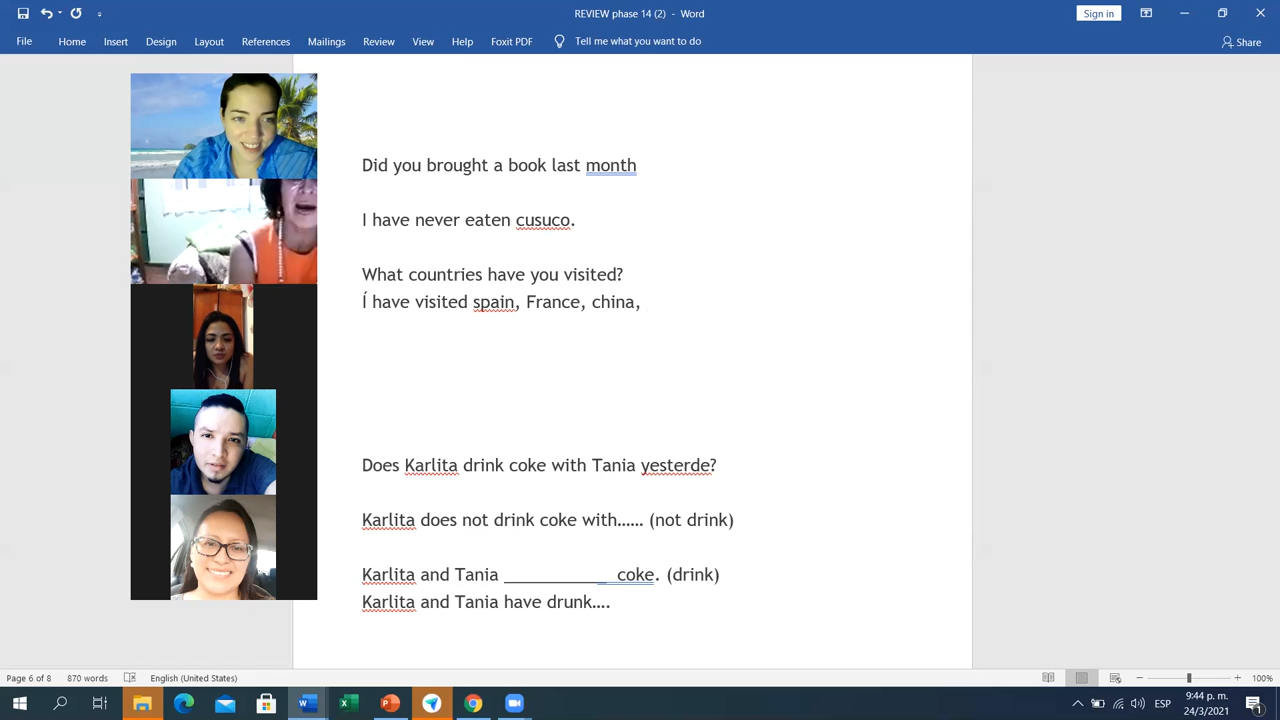 REVIEW phase 14 (2) - Word
Sign in
File Home Insert Design Layout References Mailings Review View Help Foxit PDF Tell me what you want to do Share
Did you brought a book last month
I have never eaten cusuco.
What countries have you visited?
Í have visited spain, France, china,
Does Karlita drink coke with Tania yesterde?
Karlita does not drink coke with…… (not drink)
Karlita and Tania ___________ coke. (drink)
Karlita and Tania have drunk….
Page 6 of 8 870 words English (United States) 100%
ESP 9:44 p. m.
24/3/2021